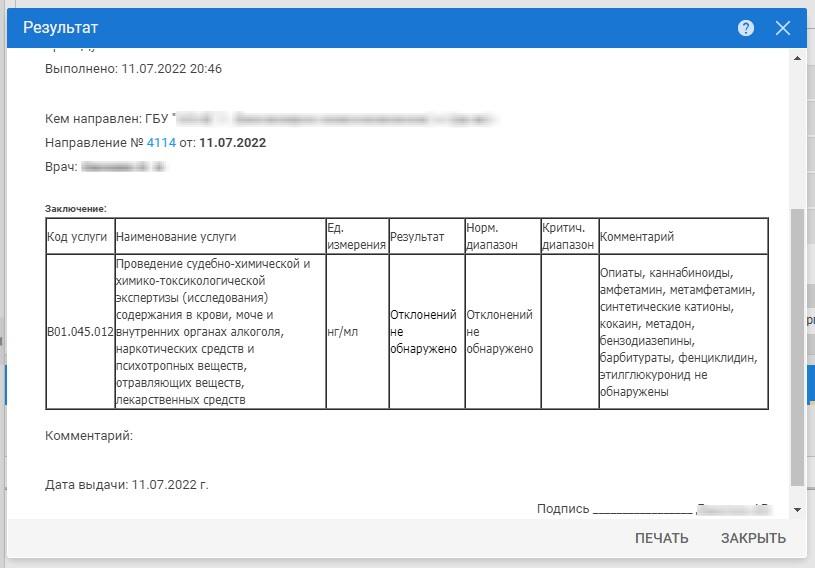 Результат
Выполнено: 11.07.2022 20:46
Кем направлен: ГБУ "
Направление № 4114 от: 11.07.2022
Врач:
Заключение:
Код услуги
Наименование услуги
Ед.
измерения
Результат
Норм.
диапазон
Критич.
диапазон
Комментарий
B01.045.012
Проведение судебно-химической и
химико-токсикологической
экспертизы (исследования)
содержания в крови, моче и
внутренних органах алкоголя,
наркотических средств и
психотропных веществ,
отравляющих веществ,
лекарственных средств
нг/мл
Отклонений
не
обнаружено
Отклонений
не
обнаружено
Опиаты, каннабиноиды,
амфетамин, метамфетамин,
синтетические катионы,
кокаин, метадон,
бензодиазепины,
барбитураты, фенциклидин,
этилглюкуронид не
обнаружены
Комментарий:
Дата выдачи: 11.07.2022 г.
Подпись _________________
ПЕЧАТЬ
ЗАКРЫТЬ